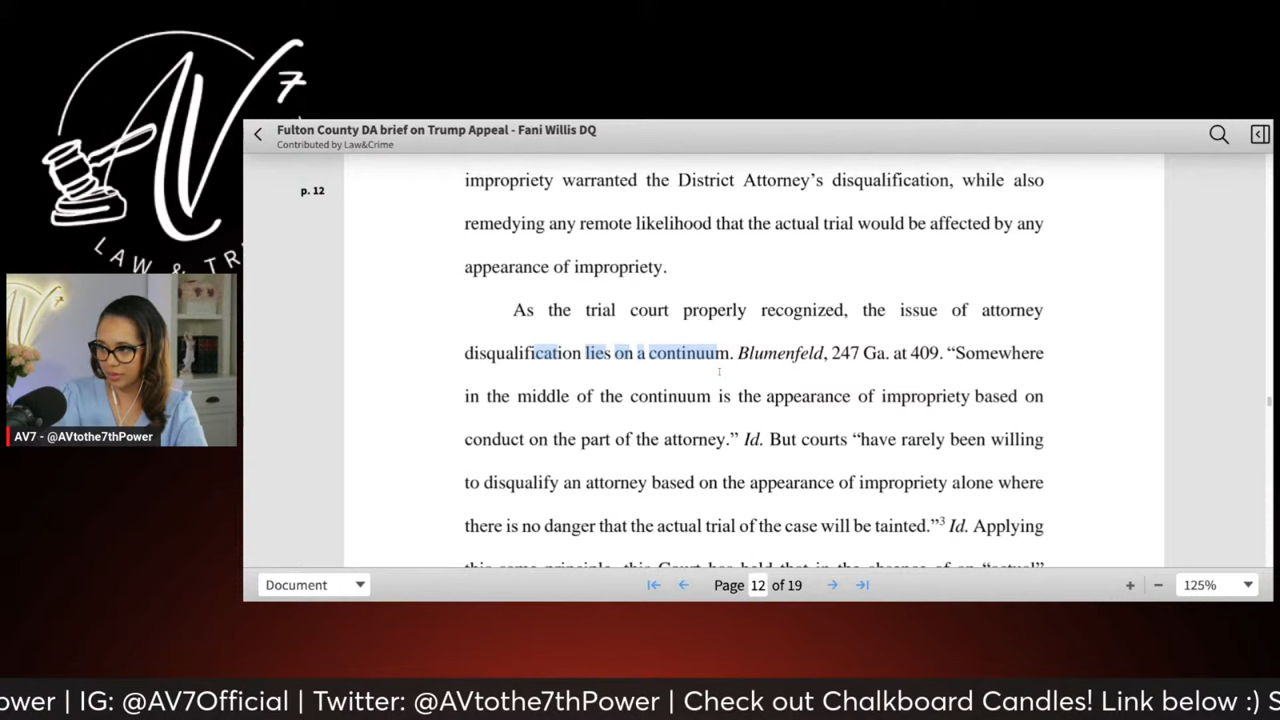 AV7
LAW & TR
Fulton County DA brief on Trump Appeal - Fani Willis DQ
Contributed by Law&Crime
p. 12
impropriety warranted the District Attorney's disqualification, while also
remedying any remote likelihood that the actual trial would be affected by any
appearance of impropriety.
As the trial court properly recognized, the issue of attorney
disqualification lies on a continuum. Blumenfeld, 247 Ga. at 409. “Somewhere
in the middle of the continuum is the appearance of impropriety based on
conduct on the part of the attorney.” Id. But courts “have rarely been willing
to disqualify an attorney based on the appearance of impropriety alone where
there is no danger that the actual trial of the case will be tainted.”3 Id. Applying
AV7 - @AVtothe7thPower
Document
Page 12 of 19
125%
ower | IG: @AV7Official | Twitter: @AVtothe7thPower | Check out Chalkboard Candles! Link below :) S